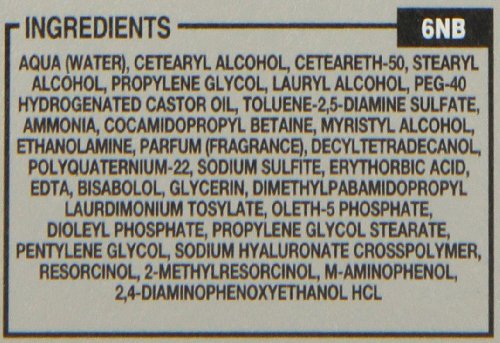 INGREDIENTS
6NB
AQUA (WATER), CETEARYL ALCOHOL, CETEARETH-50, STEARYL
ALCOHOL, PROPYLENE GLYCOL, LAURYL ALCOHOL, PEG-40
HYDROGENATED CASTOR OIL, TOLUENE-2,5-DIAMINE SULFATE,
AMMONIA, COCAMIDOPROPYL BETAINE, MYRISTYL ALCOHOL,
ETHANOLAMINE, PARFUM (FRAGRANCE), DECYLTETRADECANOL,
POLYQUATERNIUM-22, SODIUM SULFITE, ERYTHORBIC ACID,
EDTA, BISABOLOL, GLYCERIN, DIMETHYLPABAMIDOPROPYL
LAURDIMONIUM TOSYLATE, OLETH-5 PHOSPHATE,
DIOLEYL PHOSPHATE, PROPYLENE GLYCOL STEARATE,
PENTYLENE GLYCOL, SODIUM HYALURONATE CROSSPOLYMER,
RESORCINOL, 2-METHYLRESORCINOL, M-AMINOPHENOL,
2,4-DIAMINOPHENOXYETHANOL HCL